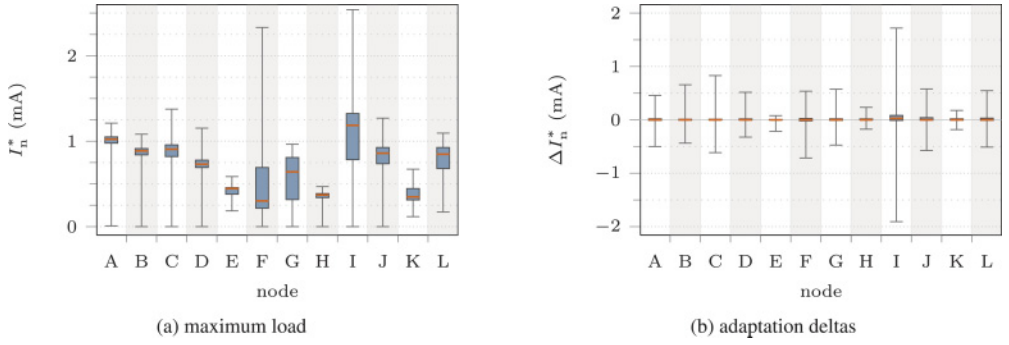 I*n (mA)
2
1
0
A B C D E F G H I J K L
node
(a) maximum load
ΔI*n (mA)
2
1
0
−1
−2
A B C D E F G H I J K L
node
(b) adaptation deltas